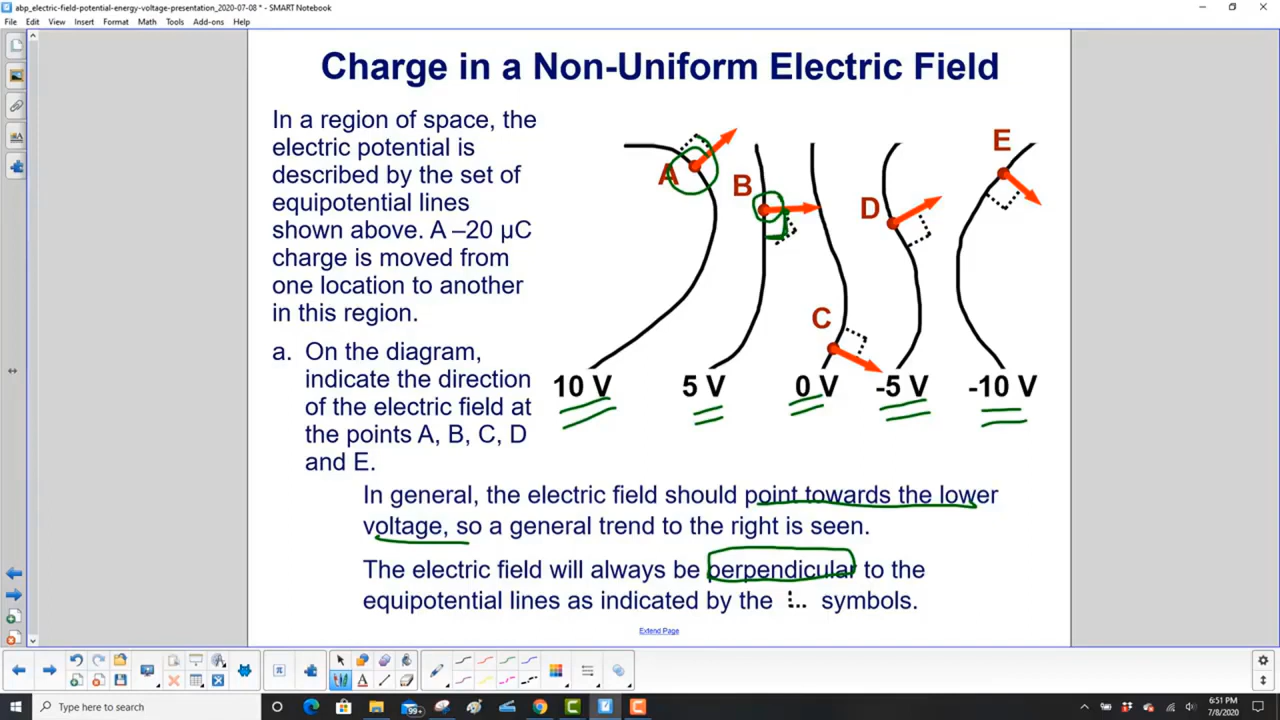 abp_electric-field-potential-energy-voltage-presentation_2020-07-08 * - SMART Notebook
File Edit View Insert Format Math Tools Add-ons Help
Charge in a Non-Uniform Electric Field
In a region of space, the
electric potential is
described by the set of
equipotential lines
shown above. A –20 µC
charge is moved from
one location to another
in this region.
a. On the diagram,
indicate the direction
of the electric field at
the points A, B, C, D
and E.
A
B
C
D
E
10 V 5 V 0 V -5 V -10 V
In general, the electric field should point towards the lower
voltage, so a general trend to the right is seen.
The electric field will always be perpendicular to the
equipotential lines as indicated by the symbols.
Extend Page
Type here to search
99+
6:51 PM
7/8/2020